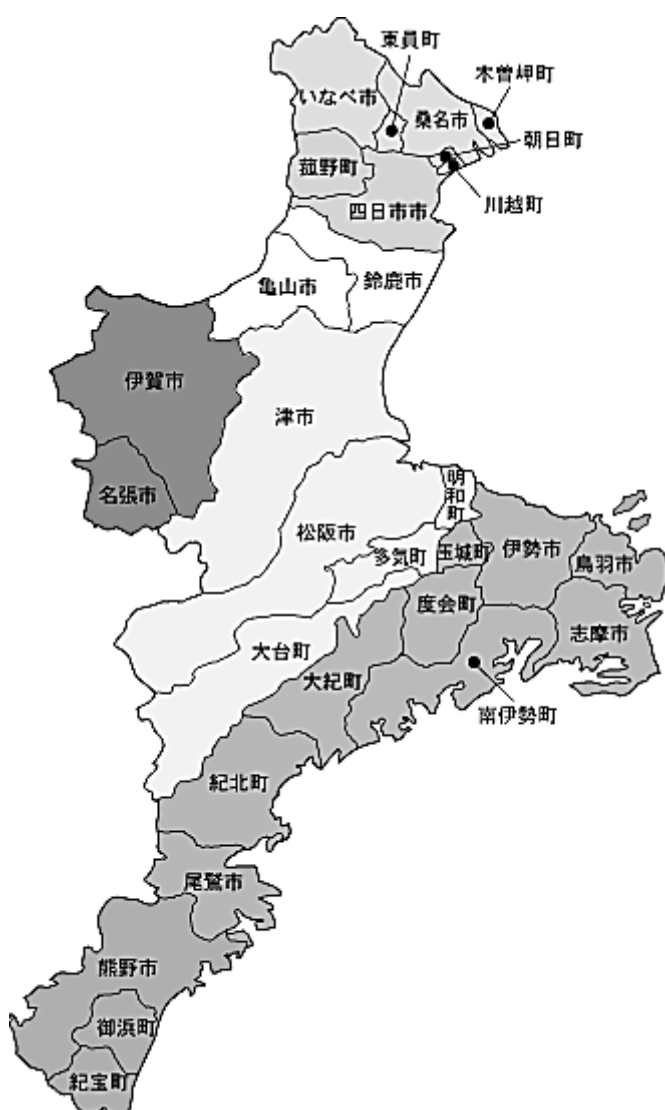 東員町
木曽岬町
いなべ市
桑名市
朝日町
菰野町
川越町
四日市市
鈴鹿市
亀山市
伊賀市
津市
名張市
明和町
松阪市
多気町
玉城町
伊勢市
鳥羽市
度会町
志摩市
大台町
大紀町
南伊勢町
紀北町
尾鷲市
熊野市
御浜町
紀宝町